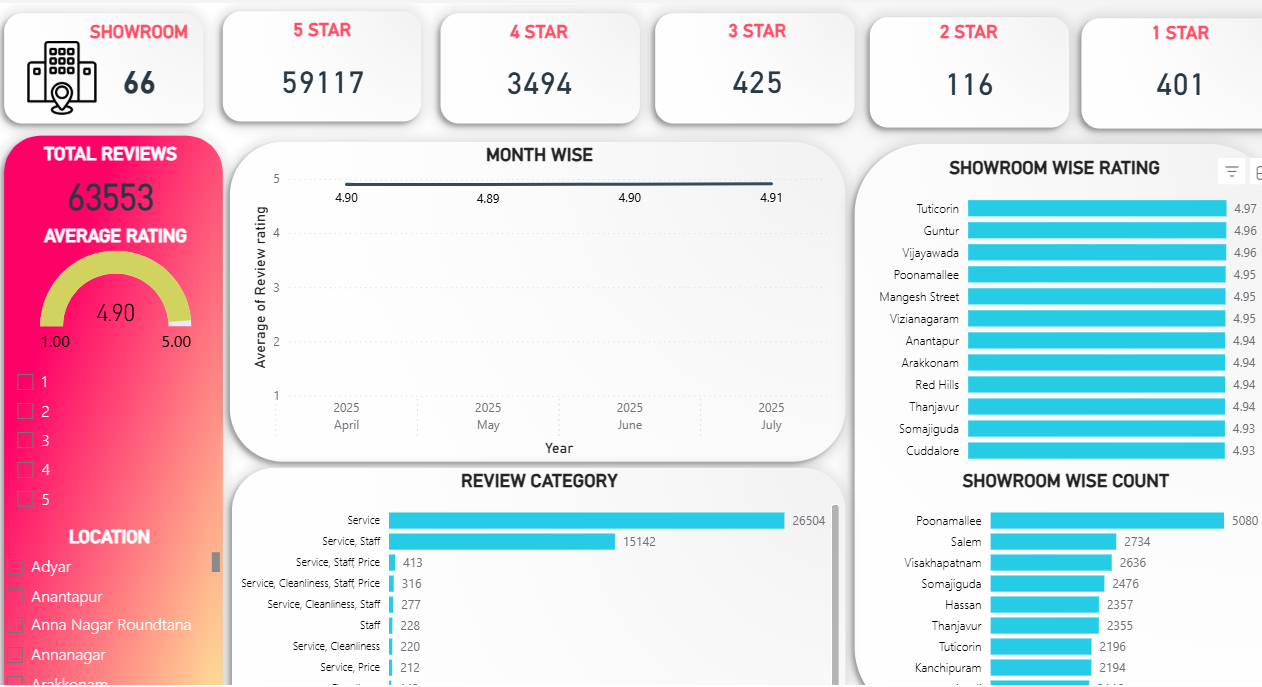 SHOWROOM
66
5 STAR
59117
4 STAR
3494
3 STAR
425
2 STAR
116
1 STAR
401
TOTAL REVIEWS
63553
AVERAGE RATING
4.90
1.00 5.00
1
2
3
4
5
LOCATION
Adyar
Anantapur
Anna Nagar Roundtana
Annanagar
Arakkonam
MONTH WISE
Average of Review rating
5
4
3
2
1
4.90 4.89 4.90 4.91
2025 2025 2025 2025
April May June July
Year
REVIEW CATEGORY
Service 26504
Service, Staff 15142
Service, Staff, Price 413
Service, Cleanliness, Staff, Price 316
Service, Cleanliness, Staff 277
Staff 228
Service, Cleanliness 220
Service, Price 212
SHOWROOM WISE RATING
Tuticorin 4.97
Guntur 4.96
Vijayawada 4.96
Poonamallee 4.95
Mangesh Street 4.95
Vizianagaram 4.95
Anantapur 4.94
Arakkonam 4.94
Red Hills 4.94
Thanjavur 4.94
Somajiguda 4.93
Cuddalore 4.93
SHOWROOM WISE COUNT
Poonamallee 5080
Salem 2734
Visakhapatnam 2636
Somajiguda 2476
Hassan 2357
Thanjavur 2355
Tuticorin 2196
Kanchipuram 2194